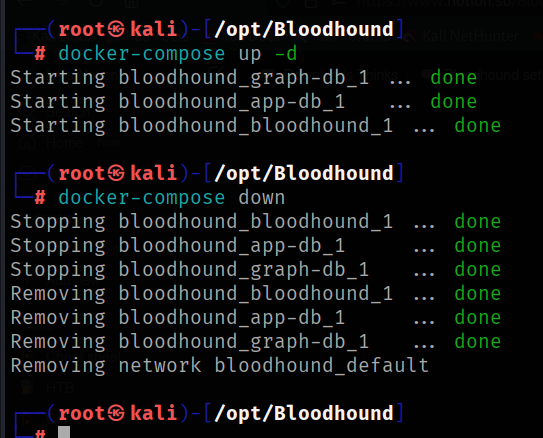 ┌──(root㉿kali)-[/opt/Bloodhound]
└─# docker-compose up -d
Starting bloodhound_graph-db_1 ... done
Starting bloodhound_app-db_1 ... done
Starting bloodhound_bloodhound_1 ... done
┌──(root㉿kali)-[/opt/Bloodhound]
└─# docker-compose down
Stopping bloodhound_bloodhound_1 ... done
Stopping bloodhound_app-db_1 ... done
Stopping bloodhound_graph-db_1 ... done
Removing bloodhound_bloodhound_1 ... done
Removing bloodhound_app-db_1 ... done
Removing bloodhound_graph-db_1 ... done
Removing network bloodhound_default
┌──(root㉿kali)-[/opt/Bloodhound]
└─#